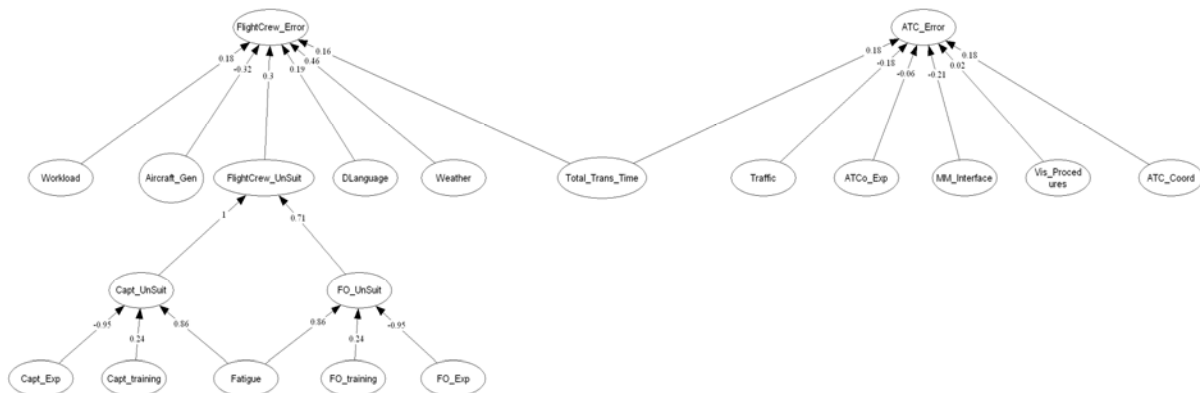 FlightCrew_Error
ATC_Error
0.18
-0.32
0.3
0.19
0.46
0.16
0.18
-0.18
-0.06
-0.21
0.02
0.18
Workload
Aircraft_Gen
FlightCrew_UnSuit
DLanguage
Weather
Total_Trans_Time
Traffic
ATCo_Exp
MM_Interface
Vis_Proced
ures
ATC_Coord
1
0.71
Capt_UnSuit
FO_UnSuit
-0.95
0.24
0.86
0.86
0.24
-0.95
Capt_Exp
Capt_training
Fatigue
FO_training
FO_Exp